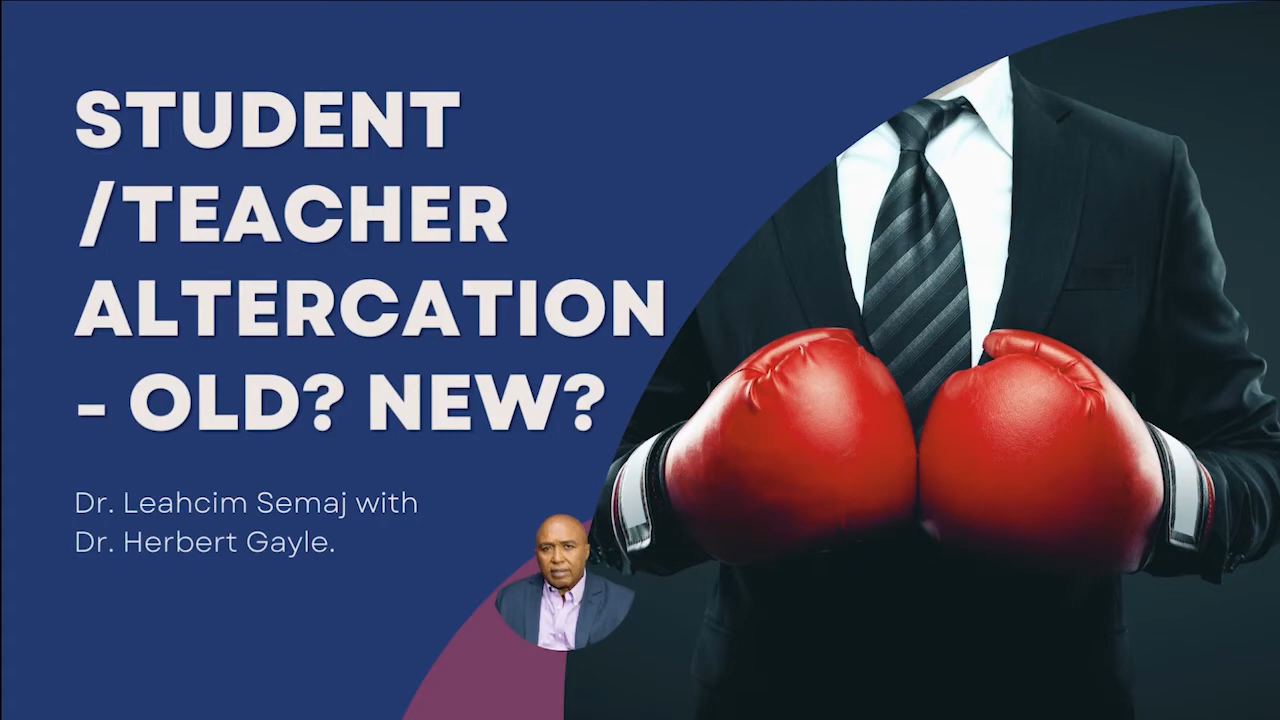 STUDENT
/TEACHER
ALTERCATION
- OLD? NEW?
Dr. Leahcim Semaj with
Dr. Herbert Gayle.